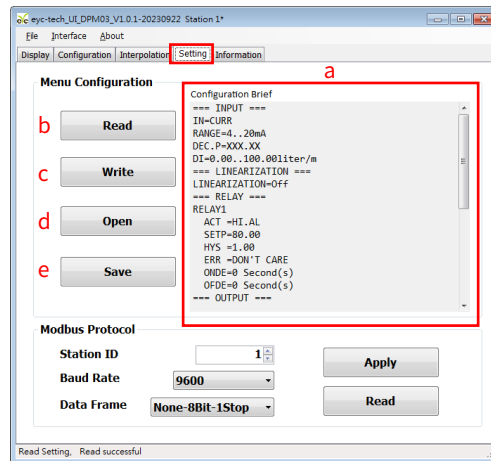 eyc-tech_UI_DPM03_V1.0.1-20230922 Station 1*
File Interface About
Display Configuration Interpolation Setting Information
a
Menu Configuration
Configuration Brief
=== INPUT ===
IN=CURR
b Read
RANGE=4..20mA
DEC.P=XXX.XX
DI=0.00..100.00liter/m
c Write
=== LINEARIZATION ===
LINEARIZATION=Off
=== RELAY ===
RELAY1
d Open
ACT =HI.AL
SETP=80.00
HYS =1.00
ERR =DON'T CARE
e Save
ONDE=0 Second(s)
OFDE=0 Second(s)
=== OUTPUT ===
Modbus Protocol
Station ID 1
Apply
Baud Rate 9600
Data Frame None-8Bit-1Stop
Read
Read Setting, Read successful